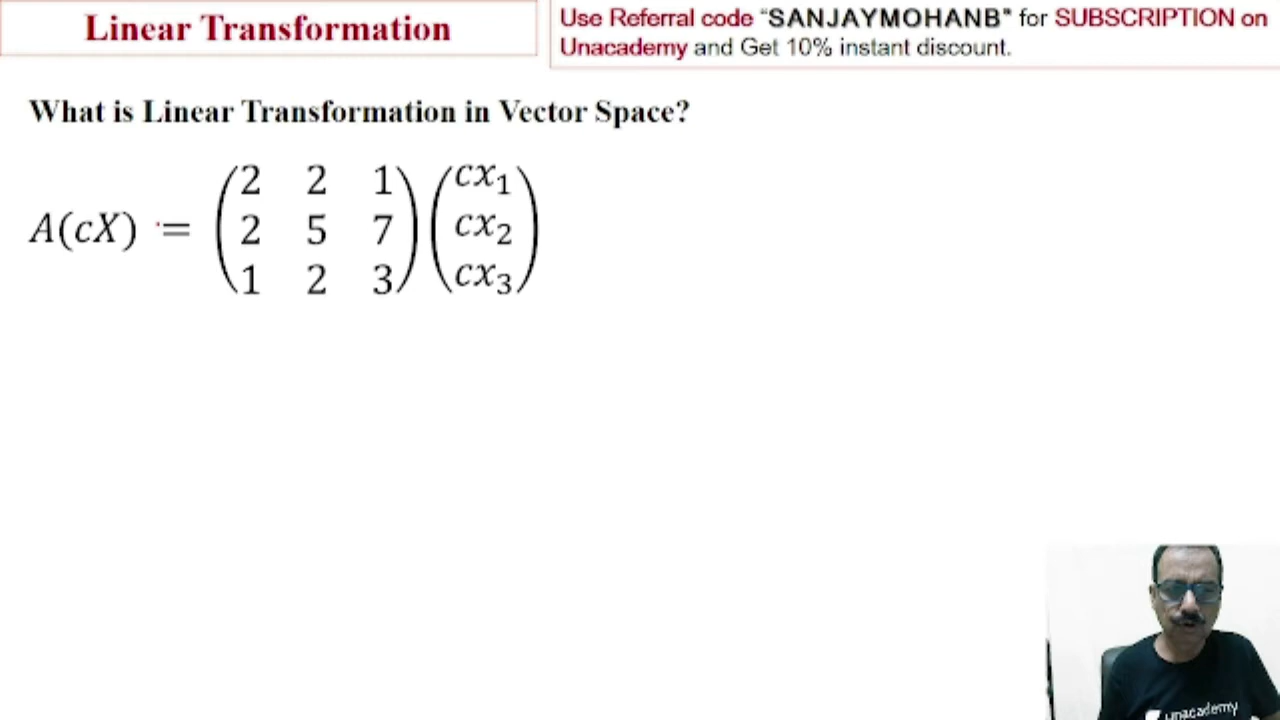 Linear Transformation
Use Referral code “SANJAYMOHANB” for SUBSCRIPTION on
Unacademy and Get 10% instant discount.
What is Linear Transformation in Vector Space?
A(cX) = (2 2 1; 2 5 7; 1 2 3) (cx₁; cx₂; cx₃)
unacademy